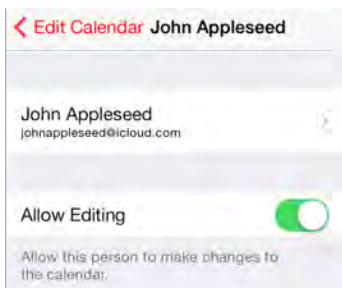 Edit Calendar John Appleseed
John Appleseed
johnappleseed@icloud.com
Allow Editing
Allow this person to make changes to
the calendar.